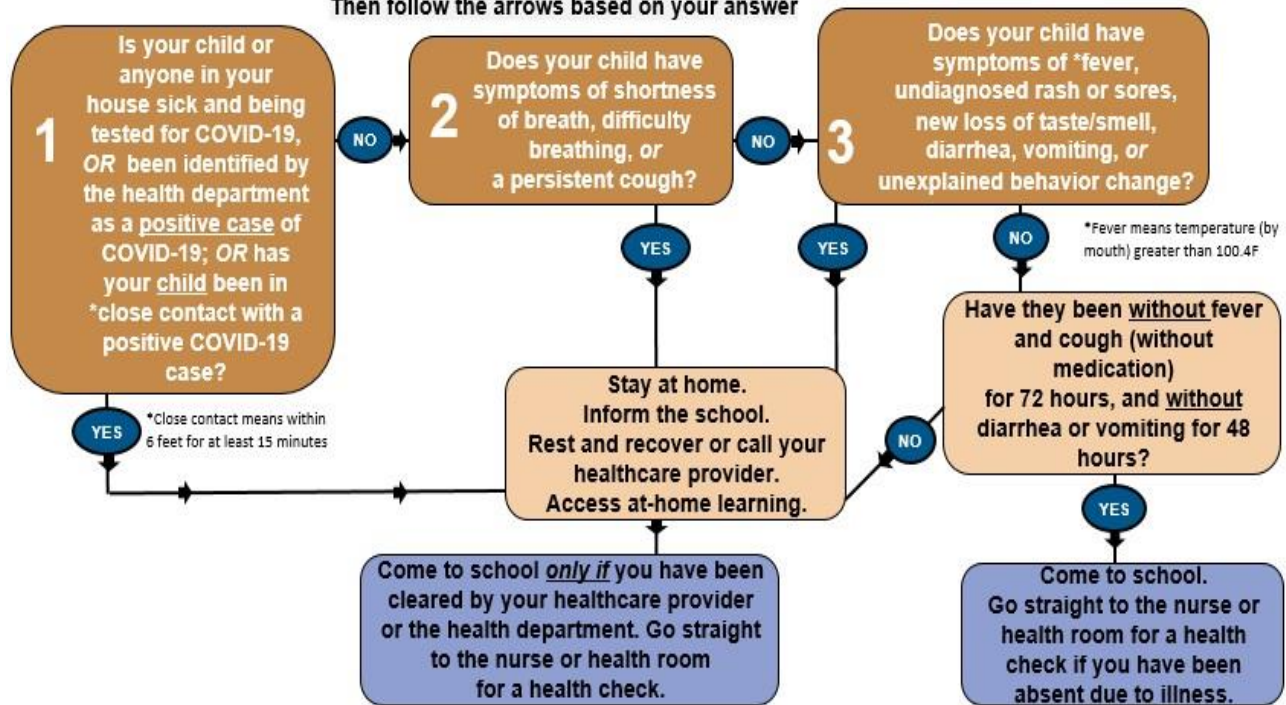 Then follow the arrows based on your answer
1
Is your child or
anyone in your
house sick and being
tested for COVID-19,
OR been identified by
the health department
as a positive case of
COVID-19; OR has
your child been in
*close contact with a
positive COVID-19
case?
NO
2
Does your child have
symptoms of shortness
of breath, difficulty
breathing, or
a persistent cough?
NO
3
Does your child have
symptoms of *fever,
undiagnosed rash or sores,
new loss of taste/smell,
diarrhea, vomiting, or
unexplained behavior change?
YES
YES
NO
*Fever means temperature (by
mouth) greater than 100.4F
YES
*Close contact means within
6 feet for at least 15 minutes
Stay at home.
Inform the school.
Rest and recover or call your
healthcare provider.
Access at-home learning.
NO
Have they been without fever
and cough (without
medication)
for 72 hours, and without
diarrhea or vomiting for 48
hours?
YES
Come to school only if you have been
cleared by your healthcare provider
or the health department. Go straight
to the nurse or health room
for a health check.
Come to school.
Go straight to the nurse or
health room for a health
check if you have been
absent due to illness.